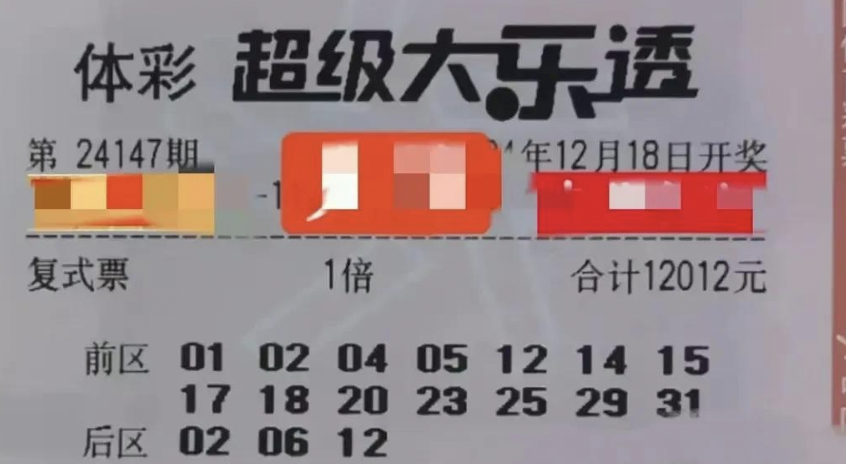 体彩 超级大乐透
第 24147期 年12月18日开奖
-1
复式票 1倍 合计12012元
前区 01 02 04 05 12 14 15
17 18 20 23 25 29 31
后区 02 06 12